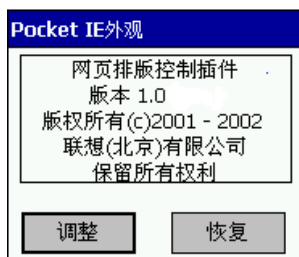 Pocket IE外观
网页排版控制插件
版本 1.0
版权所有(c)2001 - 2002
联想(北京)有限公司
保留所有权利
调整
恢复